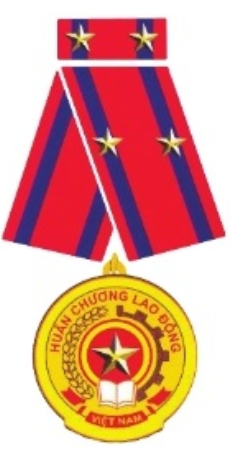 HUÂN CHƯƠNG LAO ĐỘNG
VIỆT NAM